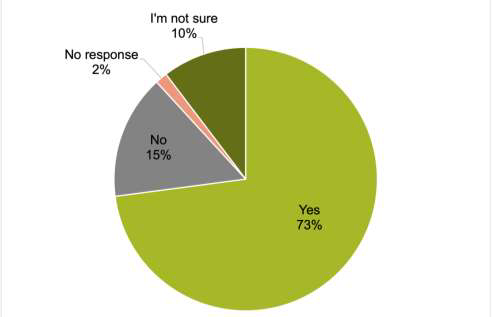 I'm not sure
10%
No response
2%
No
15%
Yes
73%